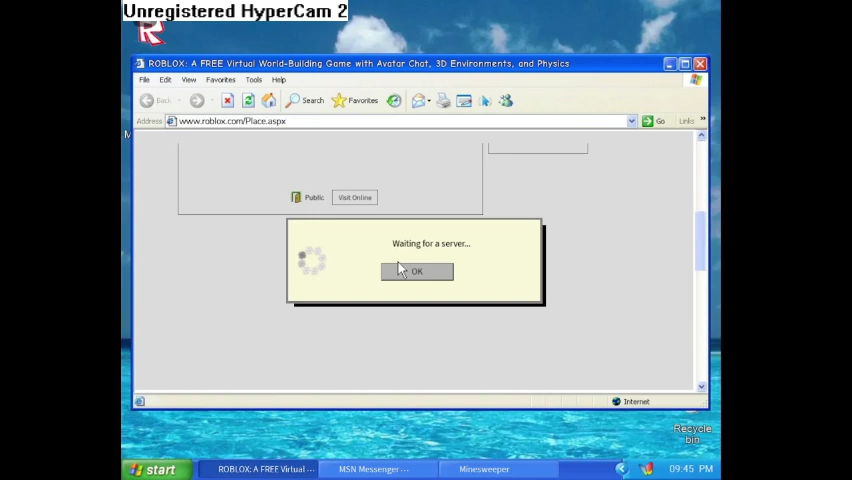 Unregistered HyperCam 2
ROBLOX: A FREE Virtual World-Building Game with Avatar Chat, 3D Environments, and Physics
File Edit View Favorites Tools Help
Back Search Favorites
Address www.roblox.com/Place.aspx Go Links »
Public Visit Online
Waiting for a server...
OK
Internet
Recycle
bin
start ROBLOX: A FREE Virtual ... MSN Messenger ... Minesweeper 09:45 PM